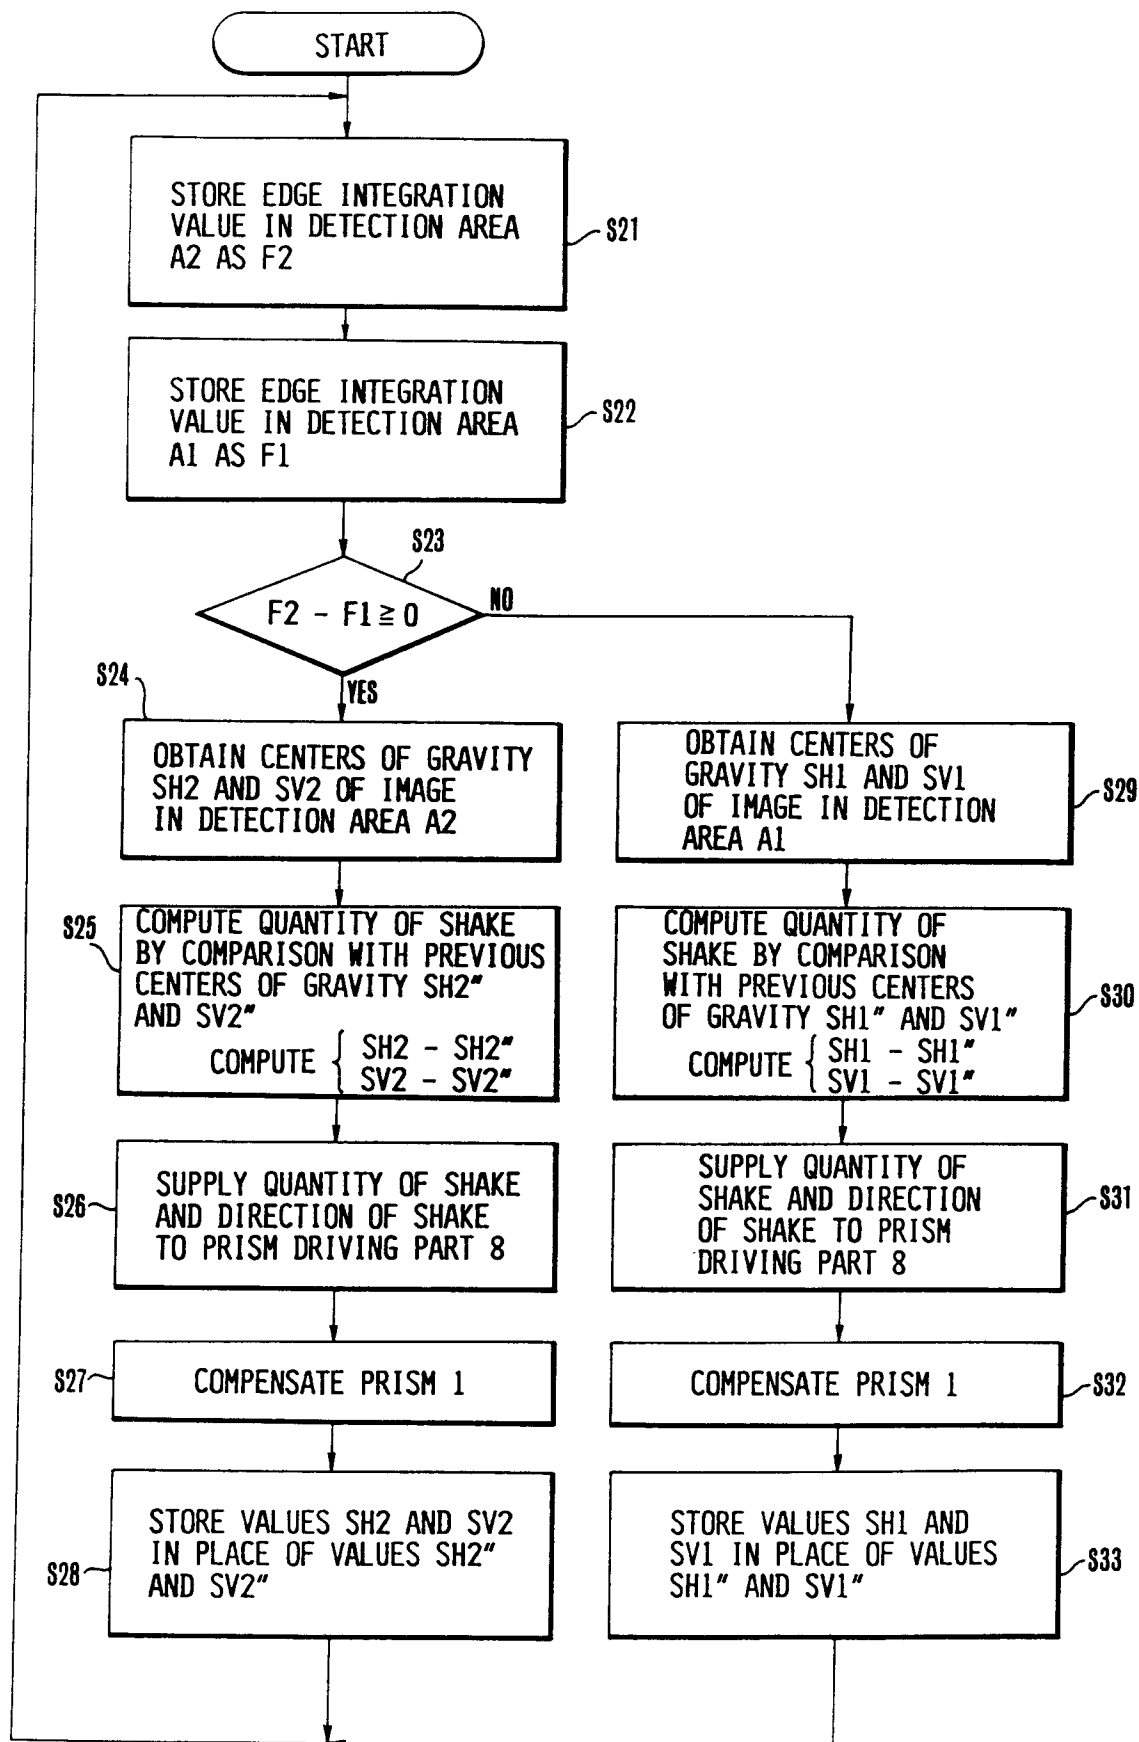 START
STORE EDGE INTEGRATION
VALUE IN DETECTION AREA
A2 AS F2
S21
STORE EDGE INTEGRATION
VALUE IN DETECTION AREA
A1 AS F1
S22
S23
F2 - F1 ≧ 0
NO
YES
S24
OBTAIN CENTERS OF GRAVITY
SH2 AND SV2 OF IMAGE
IN DETECTION AREA A2
S25
COMPUTE QUANTITY OF SHAKE
BY COMPARISON WITH PREVIOUS
CENTERS OF GRAVITY SH2"
AND SV2"
COMPUTE { SH2 - SH2"
SV2 - SV2"
S26
SUPPLY QUANTITY OF SHAKE
AND DIRECTION OF SHAKE
TO PRISM DRIVING PART 8
S27
COMPENSATE PRISM 1
S28
STORE VALUES SH2 AND SV2
IN PLACE OF VALUES SH2"
AND SV2"
OBTAIN CENTERS OF
GRAVITY SH1 AND SV1
OF IMAGE IN DETECTION
AREA A1
S29
COMPUTE QUANTITY OF
SHAKE BY COMPARISON
WITH PREVIOUS CENTERS
OF GRAVITY SH1" AND SV1"
COMPUTE { SH1 - SH1"
SV1 - SV1"
S30
SUPPLY QUANTITY OF
SHAKE AND DIRECTION
OF SHAKE TO PRISM
DRIVING PART 8
S31
COMPENSATE PRISM 1
S32
STORE VALUES SH1 AND
SV1 IN PLACE OF VALUES
SH1" AND SV1"
S33